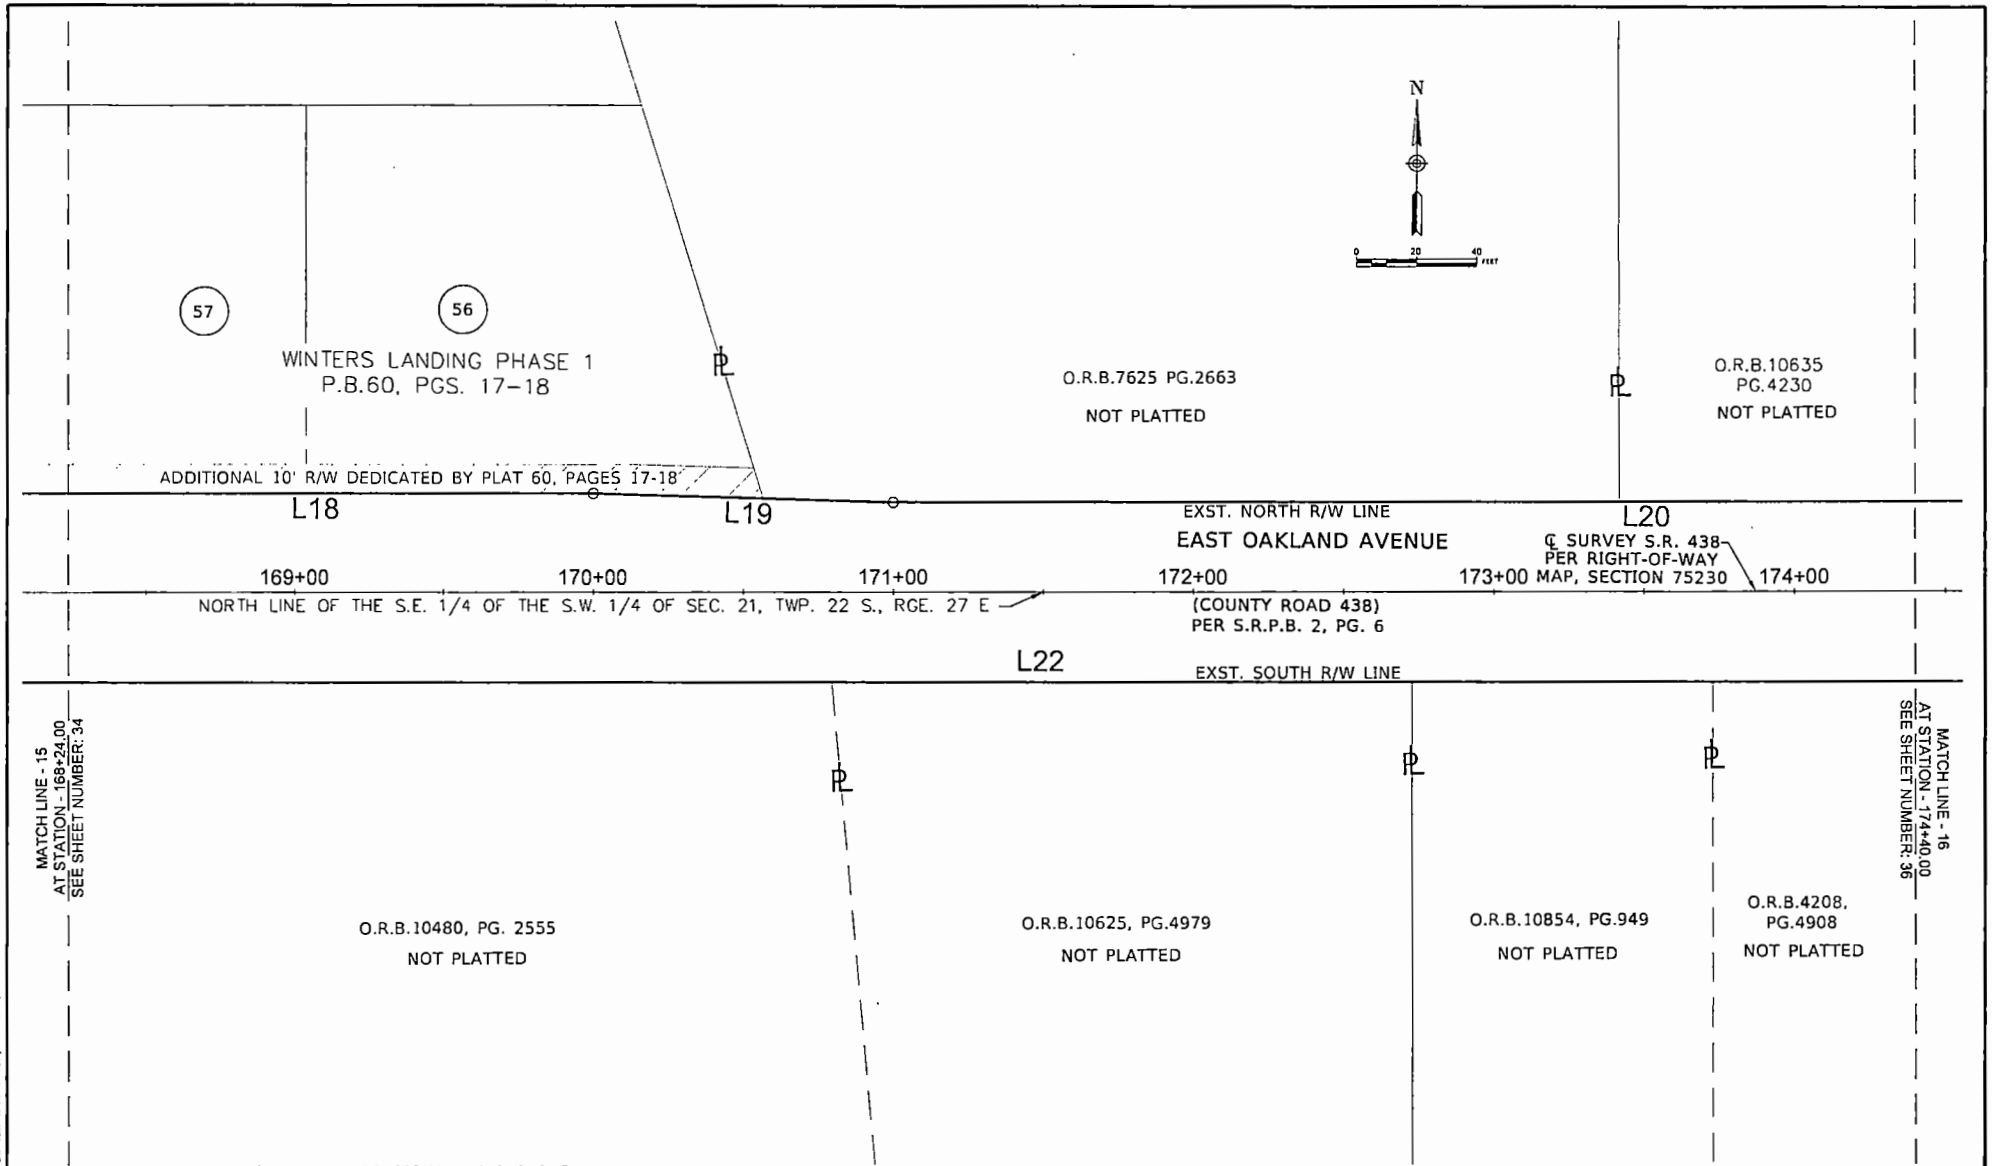 N
0 20 40 FEET
57
56
WINTERS LANDING PHASE 1
P.B.60, PGS. 17-18
PL
O.R.B.7625 PG.2663
NOT PLATTED
PL
O.R.B.10635
PG.4230
NOT PLATTED
ADDITIONAL 10' R/W DEDICATED BY PLAT 60, PAGES 17-18
L18
L19
EXST. NORTH R/W LINE
L20
EAST OAKLAND AVENUE
℄ SURVEY S.R. 438
PER RIGHT-OF-WAY
MAP, SECTION 75230
169+00
170+00
171+00
172+00
173+00
174+00
NORTH LINE OF THE S.E. 1/4 OF THE S.W. 1/4 OF SEC. 21, TWP. 22 S., RGE. 27 E
(COUNTY ROAD 438)
PER S.R.P.B. 2, PG. 6
L22
EXST. SOUTH R/W LINE
MATCH LINE - 15
AT STATION - 168+24.00
SEE SHEET NUMBER: 34
PL
PL
PL
MATCH LINE - 16
AT STATION - 174+40.00
SEE SHEET NUMBER: 36
O.R.B.10480, PG. 2555
NOT PLATTED
O.R.B.10625, PG.4979
NOT PLATTED
O.R.B.10854, PG.949
NOT PLATTED
O.R.B.4208,
PG.4908
NOT PLATTED